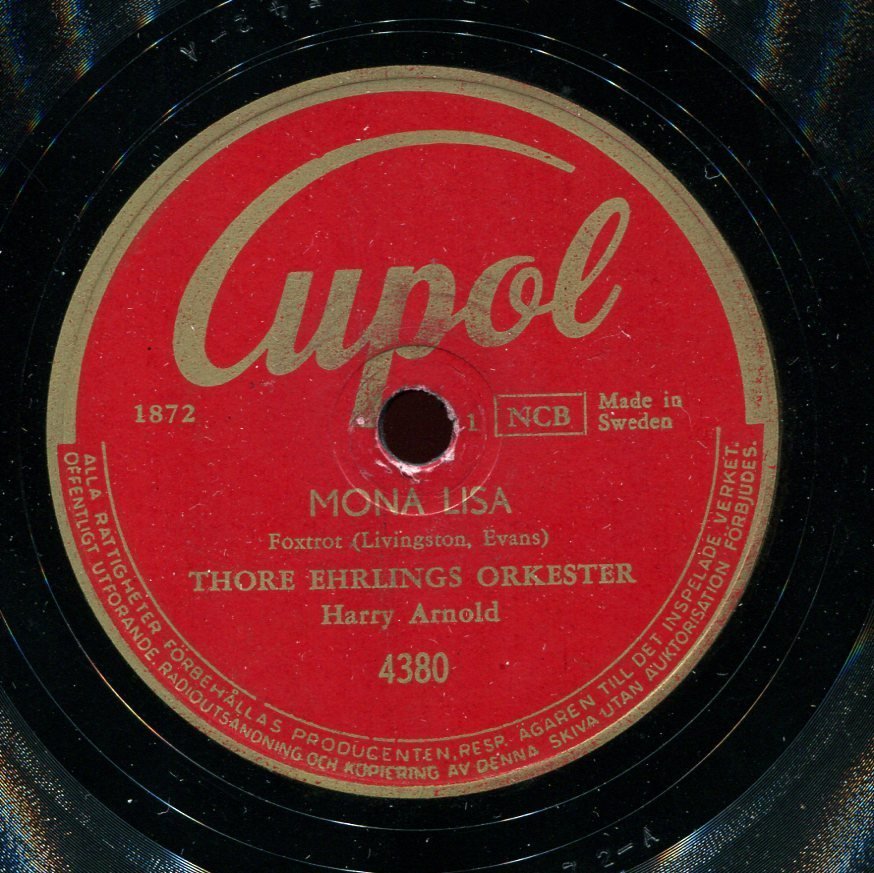 Cupol
1872
1 NCB Made in
Sweden
MONA LISA
Foxtrot (Livingston, Evans)
THORE EHRLINGS ORKESTER
Harry Arnold
4380
ALLA RÄTTIGHETER FÖRBEHÅLLAS PRODUCENTEN, RESP. ÄGAREN TILL DET INSPELADE VERKET.
OFFENTLIGT UTFÖRANDE, RADIOUTSÄNDNING OCH KOPIERING AV DENNA SKIVA UTAN AUKTORISATION FÖRBJUDES.
2-A